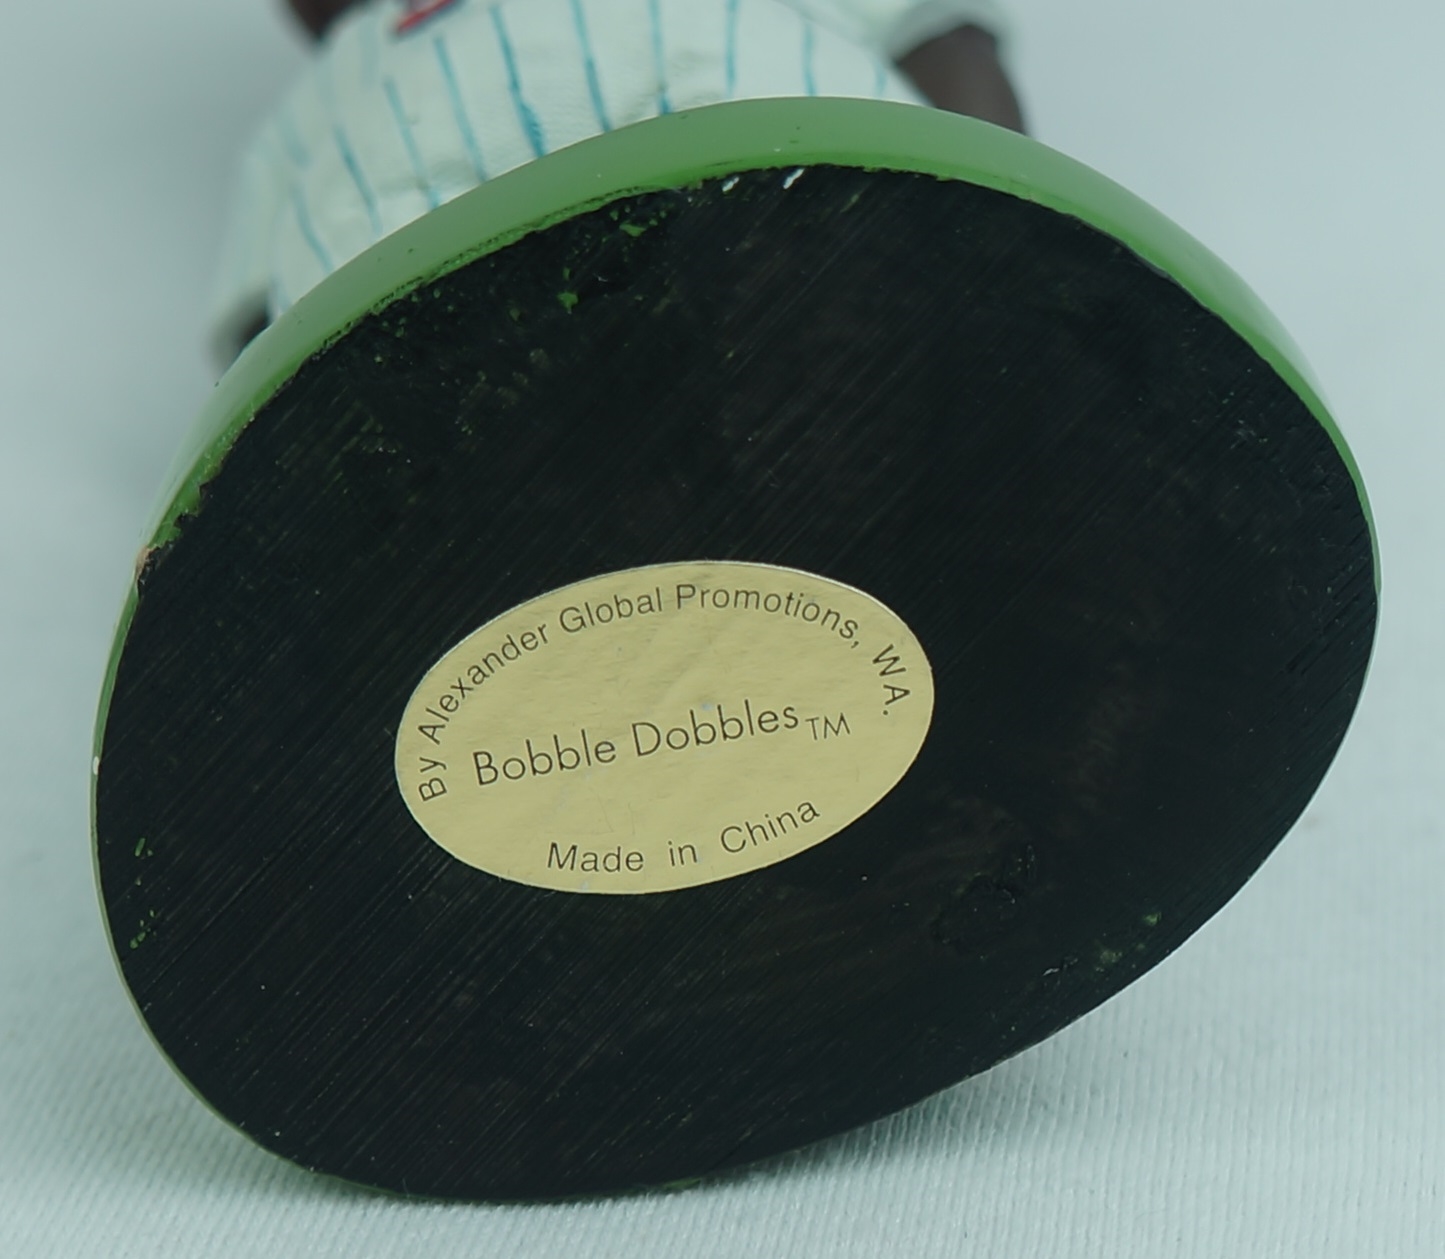 By Alexander Global Promotions, WA.
Bobble Dobbles TM
Made in China